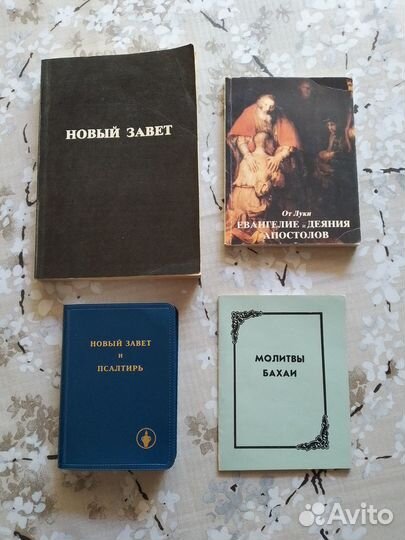 НОВЫЙ ЗАВЕТ
От Луки
ЕВАНГЕЛИЕ и ДЕЯНИЯ
АПОСТОЛОВ
НОВЫЙ ЗАВЕТ
и
ПСАЛТИРЬ
МОЛИТВЫ
БАХАИ
Avito